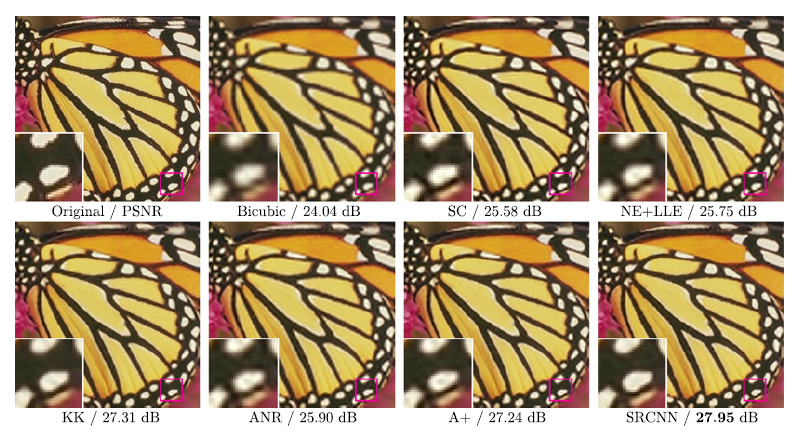 Original / PSNR
Bicubic / 24.04 dB
SC / 25.58 dB
NE+LLE / 25.75 dB
KK / 27.31 dB
ANR / 25.90 dB
A+ / 27.24 dB
SRCNN / 27.95 dB